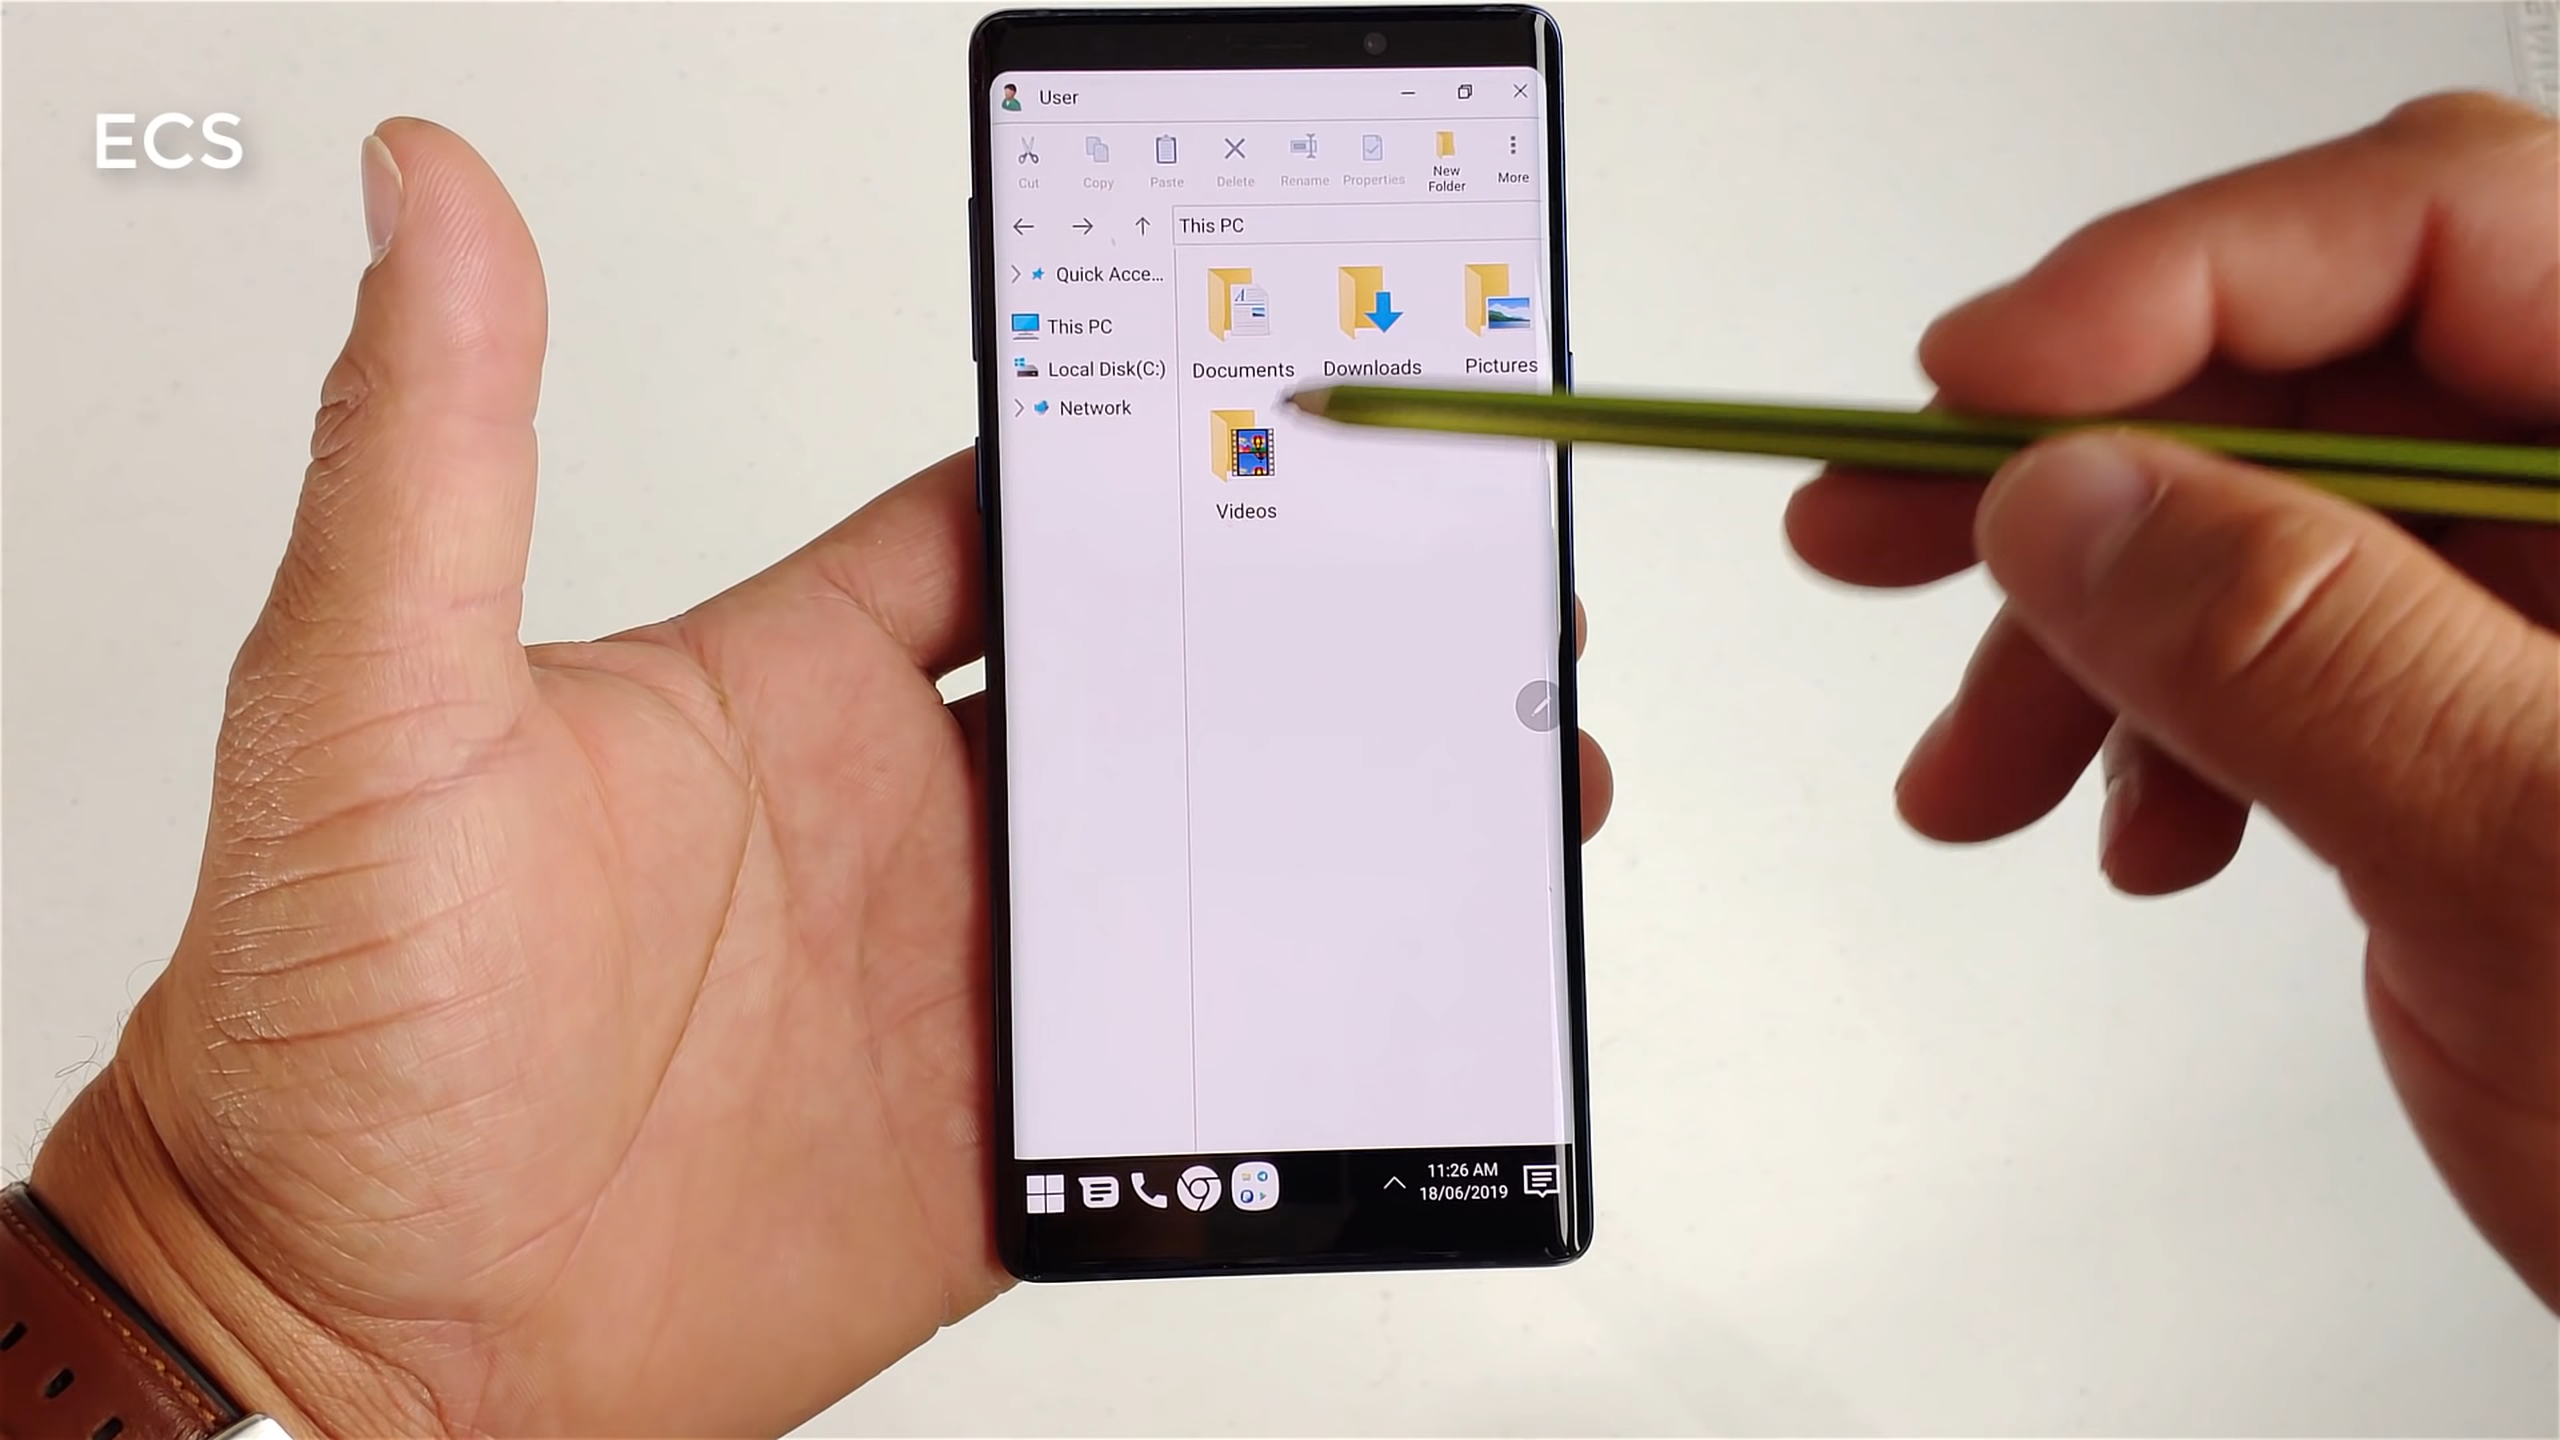 ECS
User
Cut Copy Paste Delete Rename Properties New Folder More
This PC
Quick Acce...
This PC
Local Disk(C:)
Network
Documents Downloads Pictures
Videos
11:26 AM
18/06/2019